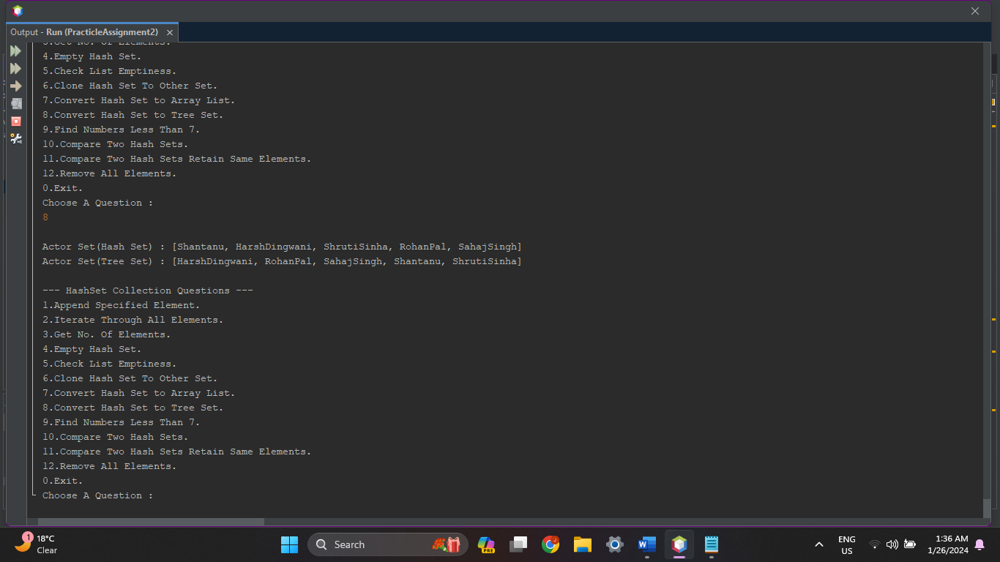 Output - Run (PracticleAssignment2)
3.Get No. Of Elements.
4.Empty Hash Set.
5.Check List Emptiness.
6.Clone Hash Set To Other Set.
7.Convert Hash Set to Array List.
8.Convert Hash Set to Tree Set.
9.Find Numbers Less Than 7.
10.Compare Two Hash Sets.
11.Compare Two Hash Sets Retain Same Elements.
12.Remove All Elements.
0.Exit.
Choose A Question :
8
Actor Set(Hash Set) : [Shantanu, HarshDingwani, ShrutiSinha, RohanPal, SahajSingh]
Actor Set(Tree Set) : [HarshDingwani, RohanPal, SahajSingh, Shantanu, ShrutiSinha]
--- HashSet Collection Questions ---
1.Append Specified Element.
2.Iterate Through All Elements.
3.Get No. Of Elements.
4.Empty Hash Set.
5.Check List Emptiness.
6.Clone Hash Set To Other Set.
7.Convert Hash Set to Array List.
8.Convert Hash Set to Tree Set.
9.Find Numbers Less Than 7.
10.Compare Two Hash Sets.
11.Compare Two Hash Sets Retain Same Elements.
12.Remove All Elements.
0.Exit.
Choose A Question :
1
18°C
Clear
Search
PRE
ENG
US
1:36 AM
1/26/2024